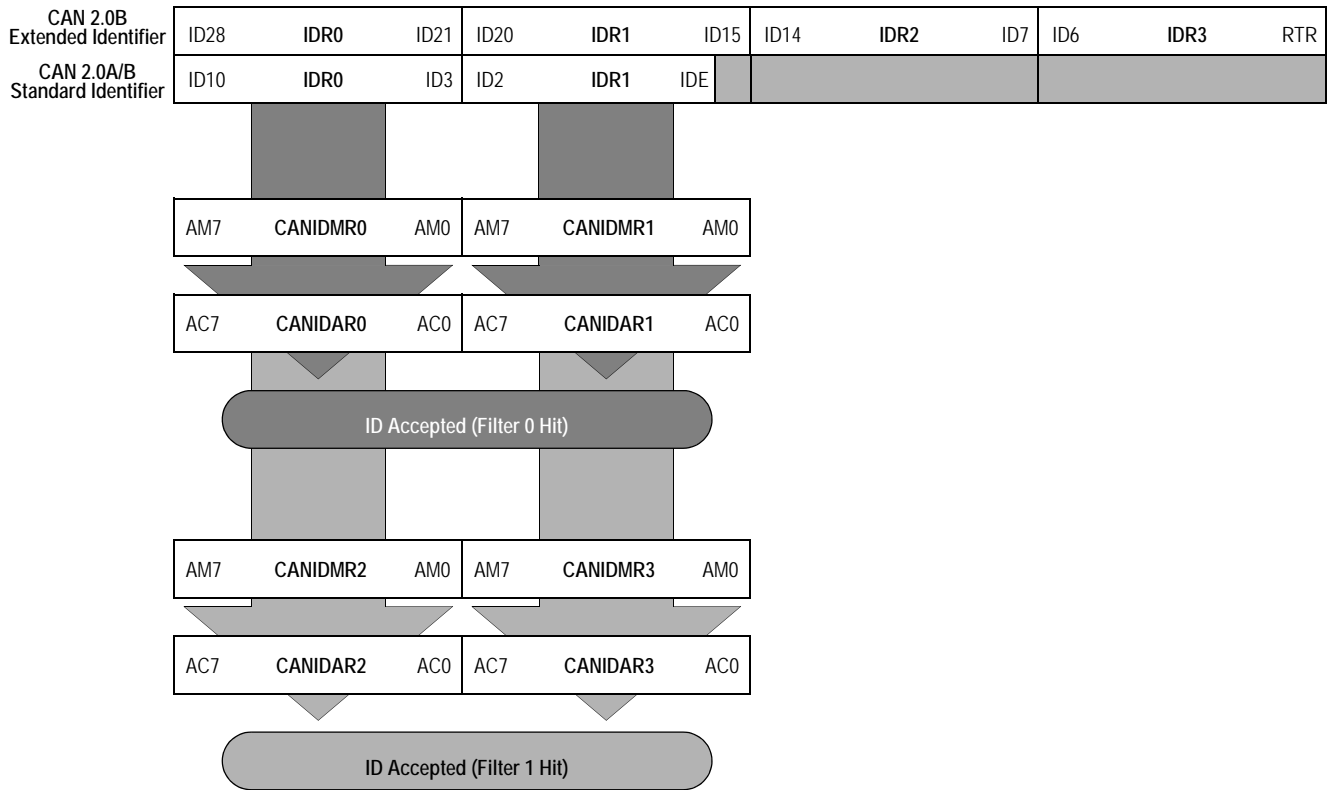 CAN 2.0B
Extended Identifier
ID28 IDR0 ID21 ID20 IDR1 ID15 ID14 IDR2 ID7 ID6 IDR3 RTR
CAN 2.0A/B
Standard Identifier
ID10 IDR0 ID3 ID2 IDR1 IDE
AM7 CANIDMR0 AM0 AM7 CANIDMR1 AM0
AC7 CANIDAR0 AC0 AC7 CANIDAR1 AC0
ID Accepted (Filter 0 Hit)
AM7 CANIDMR2 AM0 AM7 CANIDMR3 AM0
AC7 CANIDAR2 AC0 AC7 CANIDAR3 AC0
ID Accepted (Filter 1 Hit)